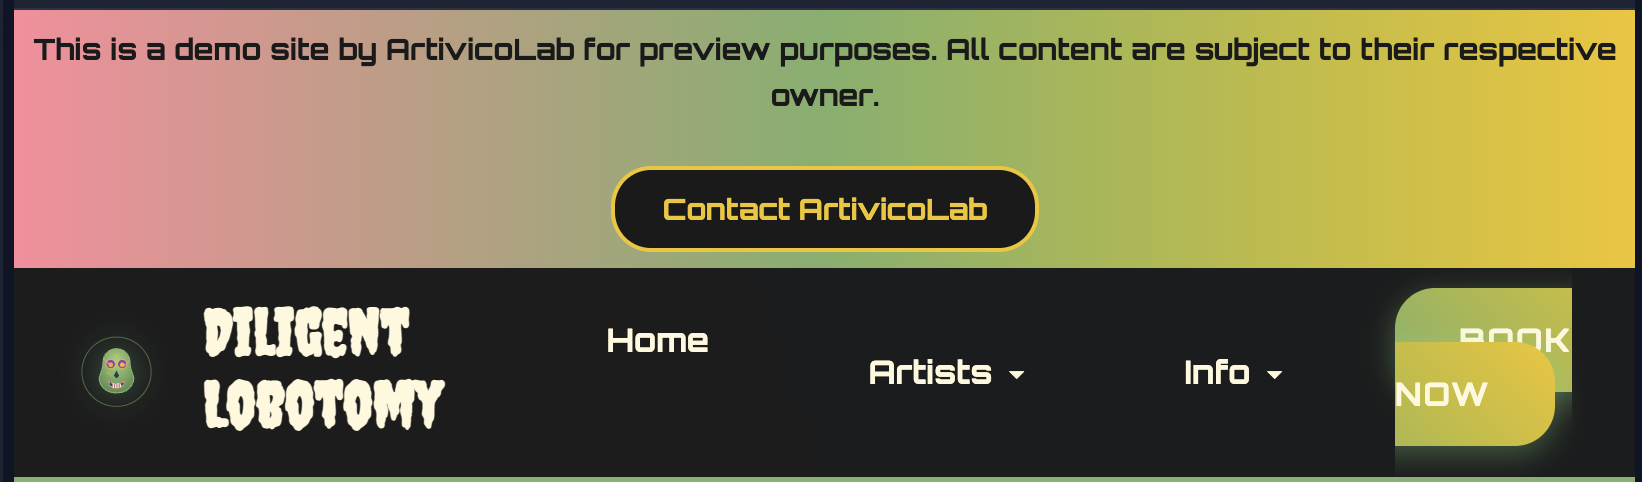 This is a demo site by ArtivicoLab for preview purposes. All content are subject to their respective
owner.
Contact ArtivicoLab
DILIGENT
LOBOTOMY
Home
Artists
Info
BOOK
NOW